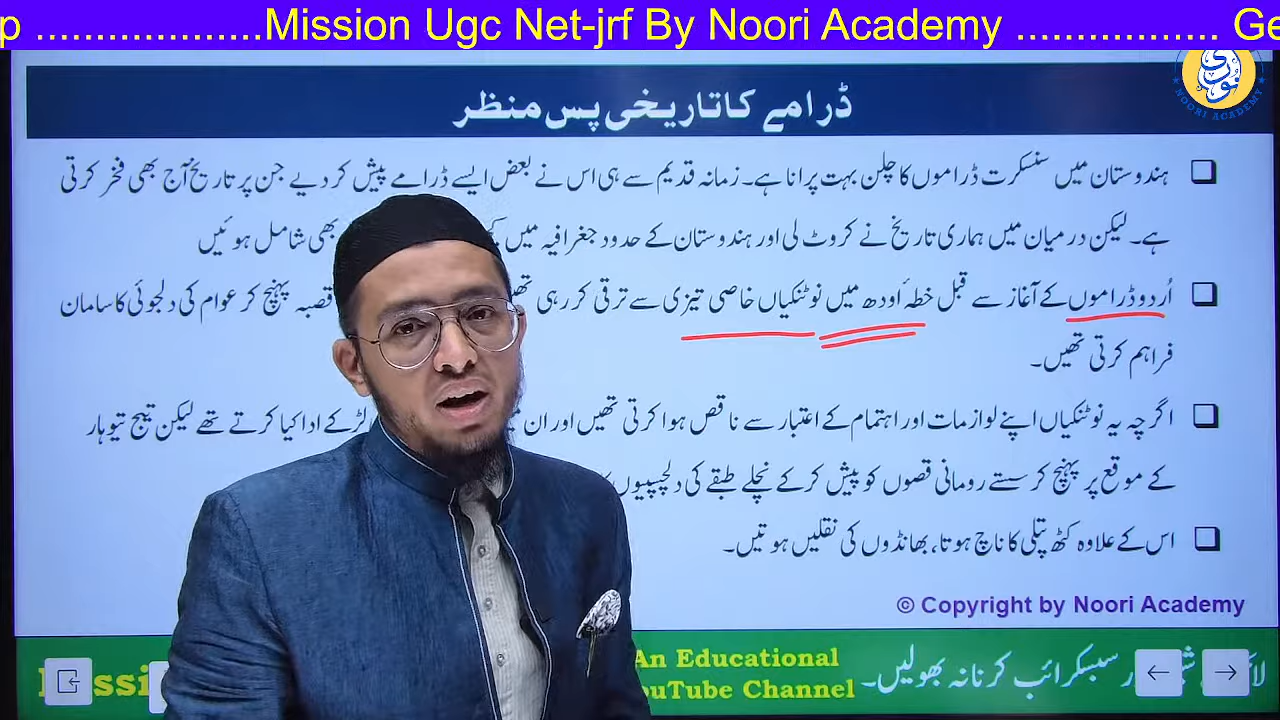 p ...................Mission Ugc Net-jrf By Noori Academy ................. Ge
NOORI ACADEMY
ڈرامے کا تاریخی پس منظر
ہندوستان میں سنسکرت ڈراموں کا چلن بہت پرانا ہے۔ زمانہ قدیم سے ہی اس نے بعض ایسے ڈرامے پیش کر دیے جن پر تاریخ آج بھی فخر کرتی
ہے۔ لیکن درمیان میں ہماری تاریخ نے کروٹ لی اور ہندوستان کے حدود جغرافیہ میں بھی شامل ہوئیں
اُردو ڈراموں کے آغاز سے قبل خطہٴ اودھ میں نوٹنکیاں خاصی تیزی سے ترقی کر رہی قصبہ پہنچ کر عوام کی دلجوئی کا سامان
فراہم کرتی تھیں۔
اگرچہ یہ نوٹنکیاں اپنے لوازمات اور اہتمام کے اعتبار سے ناقص ہوا کرتی تھیں اور ان لڑکے ادا کیا کرتے تھے لیکن تیج تیوہار
کے موقع پر پہنچ کر سستے رومانی قصوں کو پیش کر کے نچلے طبقے کی دلچسپیوں
اس کے علاوہ کٹھ پتلی کا ناچ ہوتا، بھانڈوں کی نقلیں ہوتیں۔
© Copyright by Noori Academy
An Educational
YouTube Channel
سبسکرائب کرنا نہ بھولیں۔